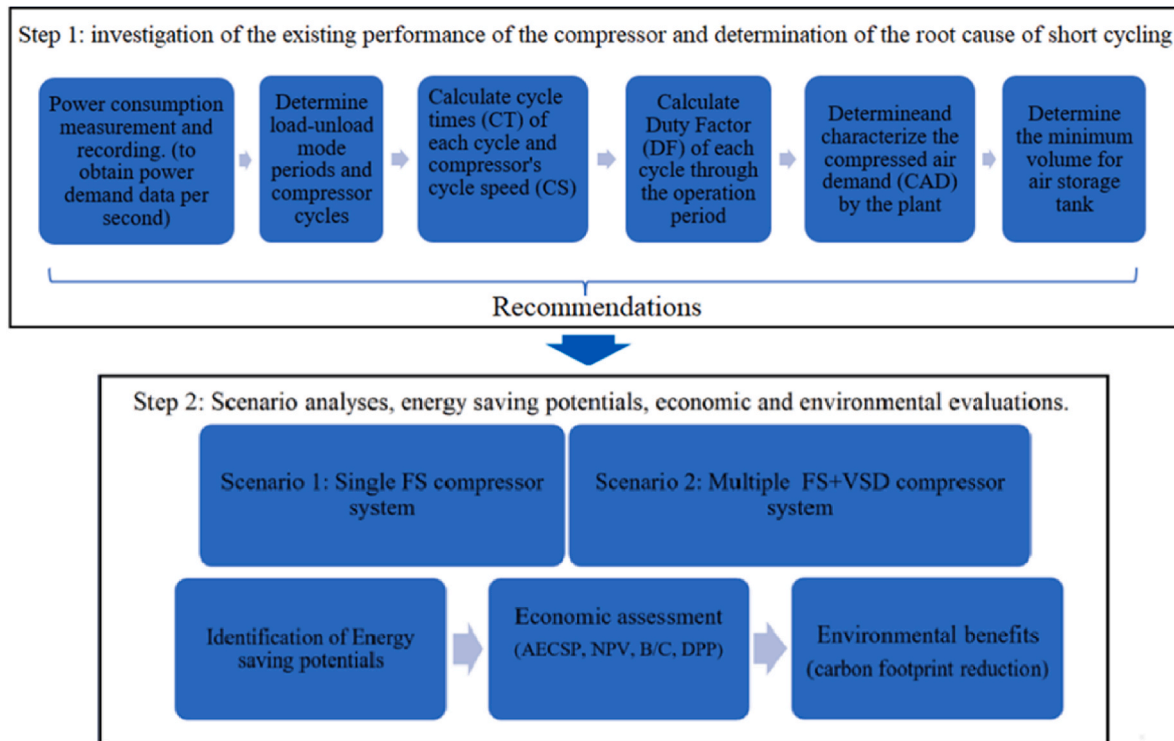 Step 1: investigation of the existing performance of the compressor and determination of the root cause of short cycling
Power consumption
measurement and
recording. (to
obtain power
demand data per
second)
Determine
load-unload
mode periods and
compressor
cycles
Calculate cycle
times (CT) of
each cycle and
compressor's
cycle speed (CS)
Calculate
Duty Factor
(DF) of each
cycle through
the operation
period
Determineand
characterize the
compressed air
demand (CAD)
by the plant
Determine
the minimum
volume for
air storage
tank
Recommendations
Step 2: Scenario analyses, energy saving potentials, economic and environmental evaluations.
Scenario 1: Single FS compressor
system
Scenario 2: Multiple FS+VSD compressor
system
Identification of Energy
saving potentials
Economic assessment
(AECSP, NPV, B/C, DPP)
Environmental benefits
(carbon footprint reduction)